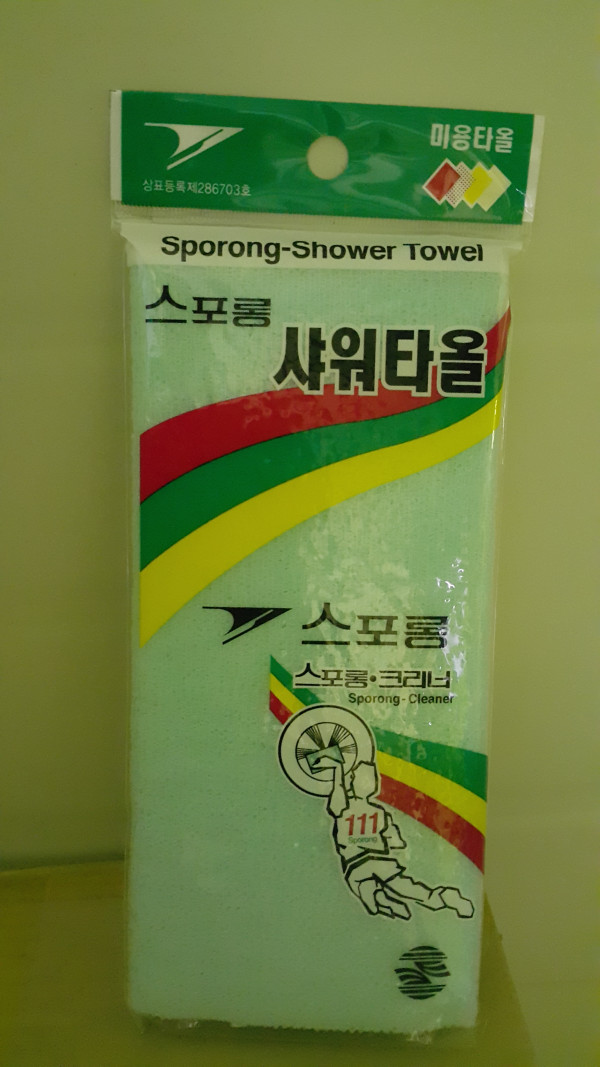 미용타올
상표등록제286703호
Sporong-Shower Towel
스포롱
샤워타올
스포롱
스포롱·크리너
Sporong-Cleaner
111
Sporong